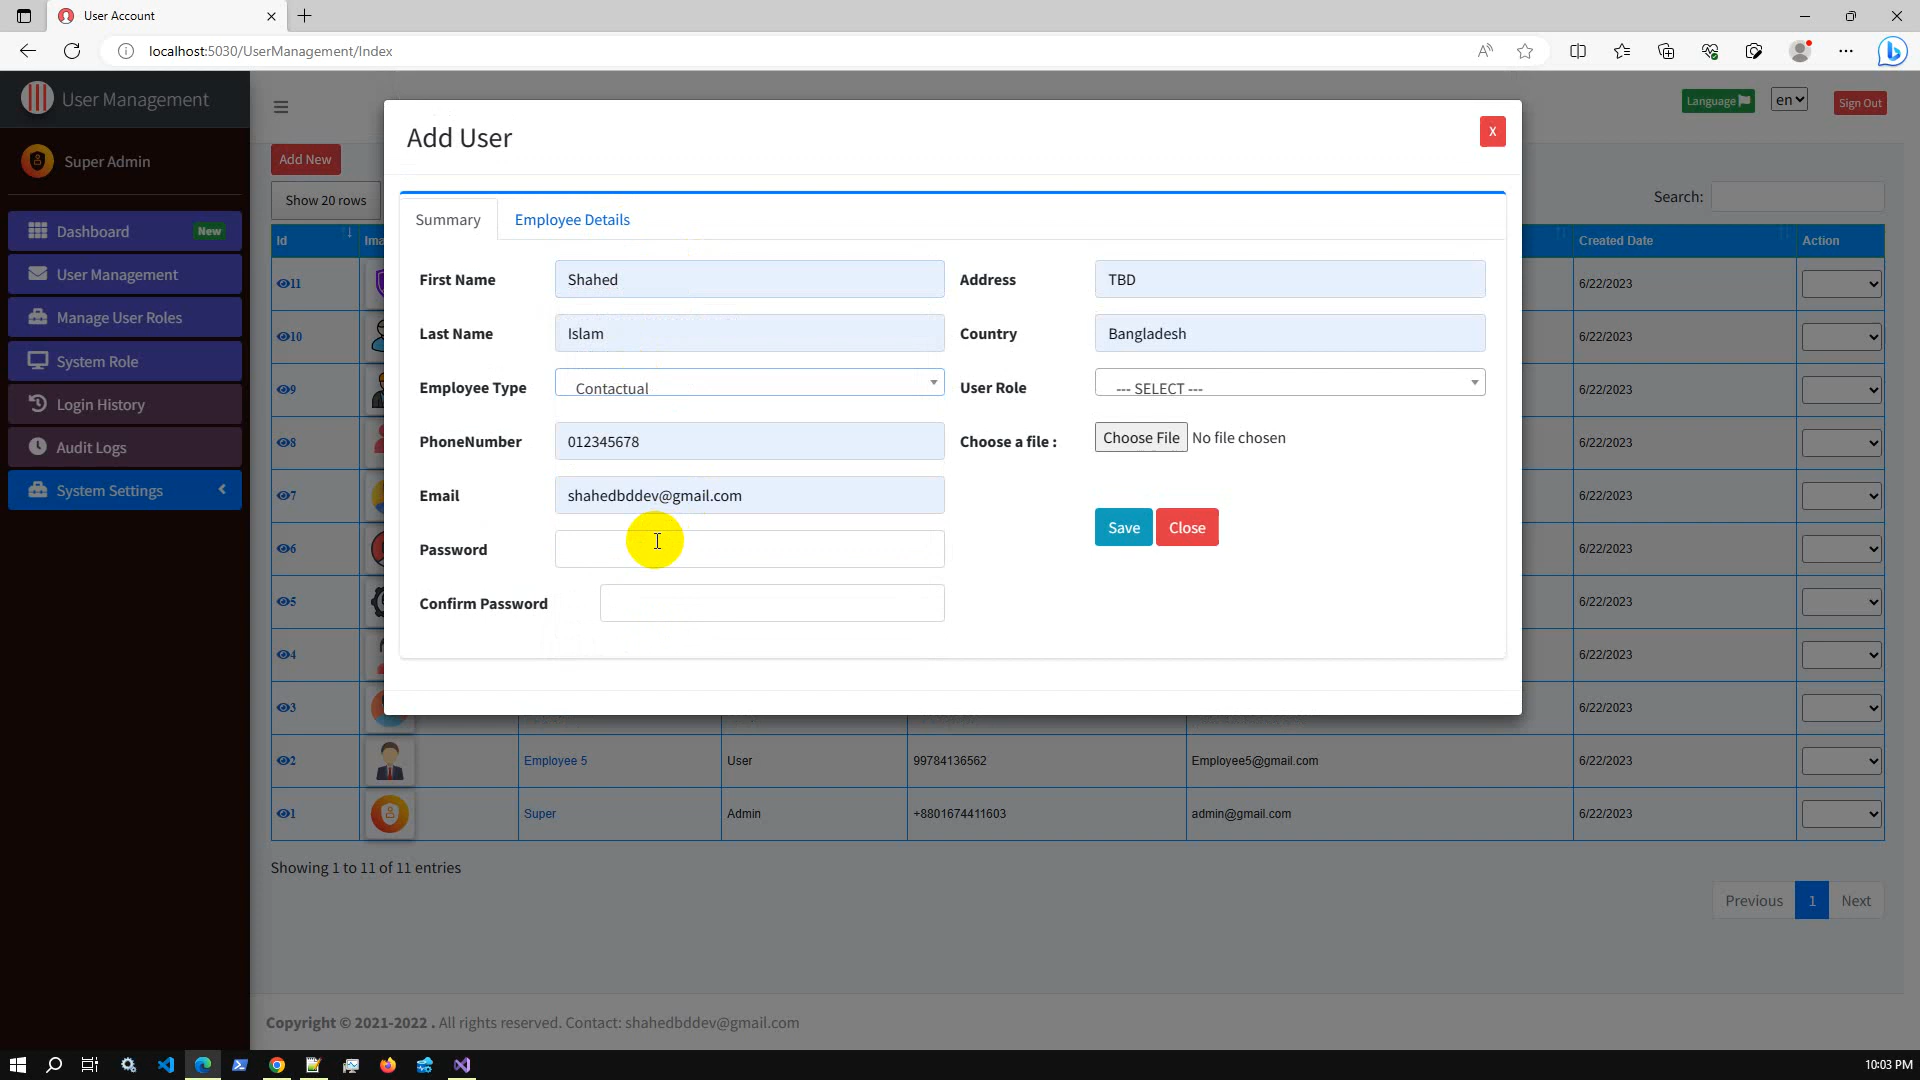 User Account
localhost:5030/UserManagement/Index
User Management
Super Admin
Dashboard New
User Management
Manage User Roles
System Role
Login History
Audit Logs
System Settings
Language
en
Sign Out
Add New
Show 20 rows
Search:
Add User
X
Summary
Employee Details
First Name Shahed
Address TBD
Last Name Islam
Country Bangladesh
Employee Type Contactual
User Role --- SELECT ---
PhoneNumber 012345678
Choose a file : Choose File No file chosen
Email shahedbddev@gmail.com
Save Close
Password
Confirm Password
Id Ima Created Date Action
11 6/22/2023
10 6/22/2023
9 6/22/2023
8 6/22/2023
7 6/22/2023
6 6/22/2023
5 6/22/2023
4 6/22/2023
3 6/22/2023
2 Employee 5 User 99784136562 Employee5@gmail.com 6/22/2023
1 Super Admin +8801674411603 admin@gmail.com 6/22/2023
Showing 1 to 11 of 11 entries
Previous 1 Next
Copyright © 2021-2022 . All rights reserved. Contact: shahedbddev@gmail.com
10:03 PM